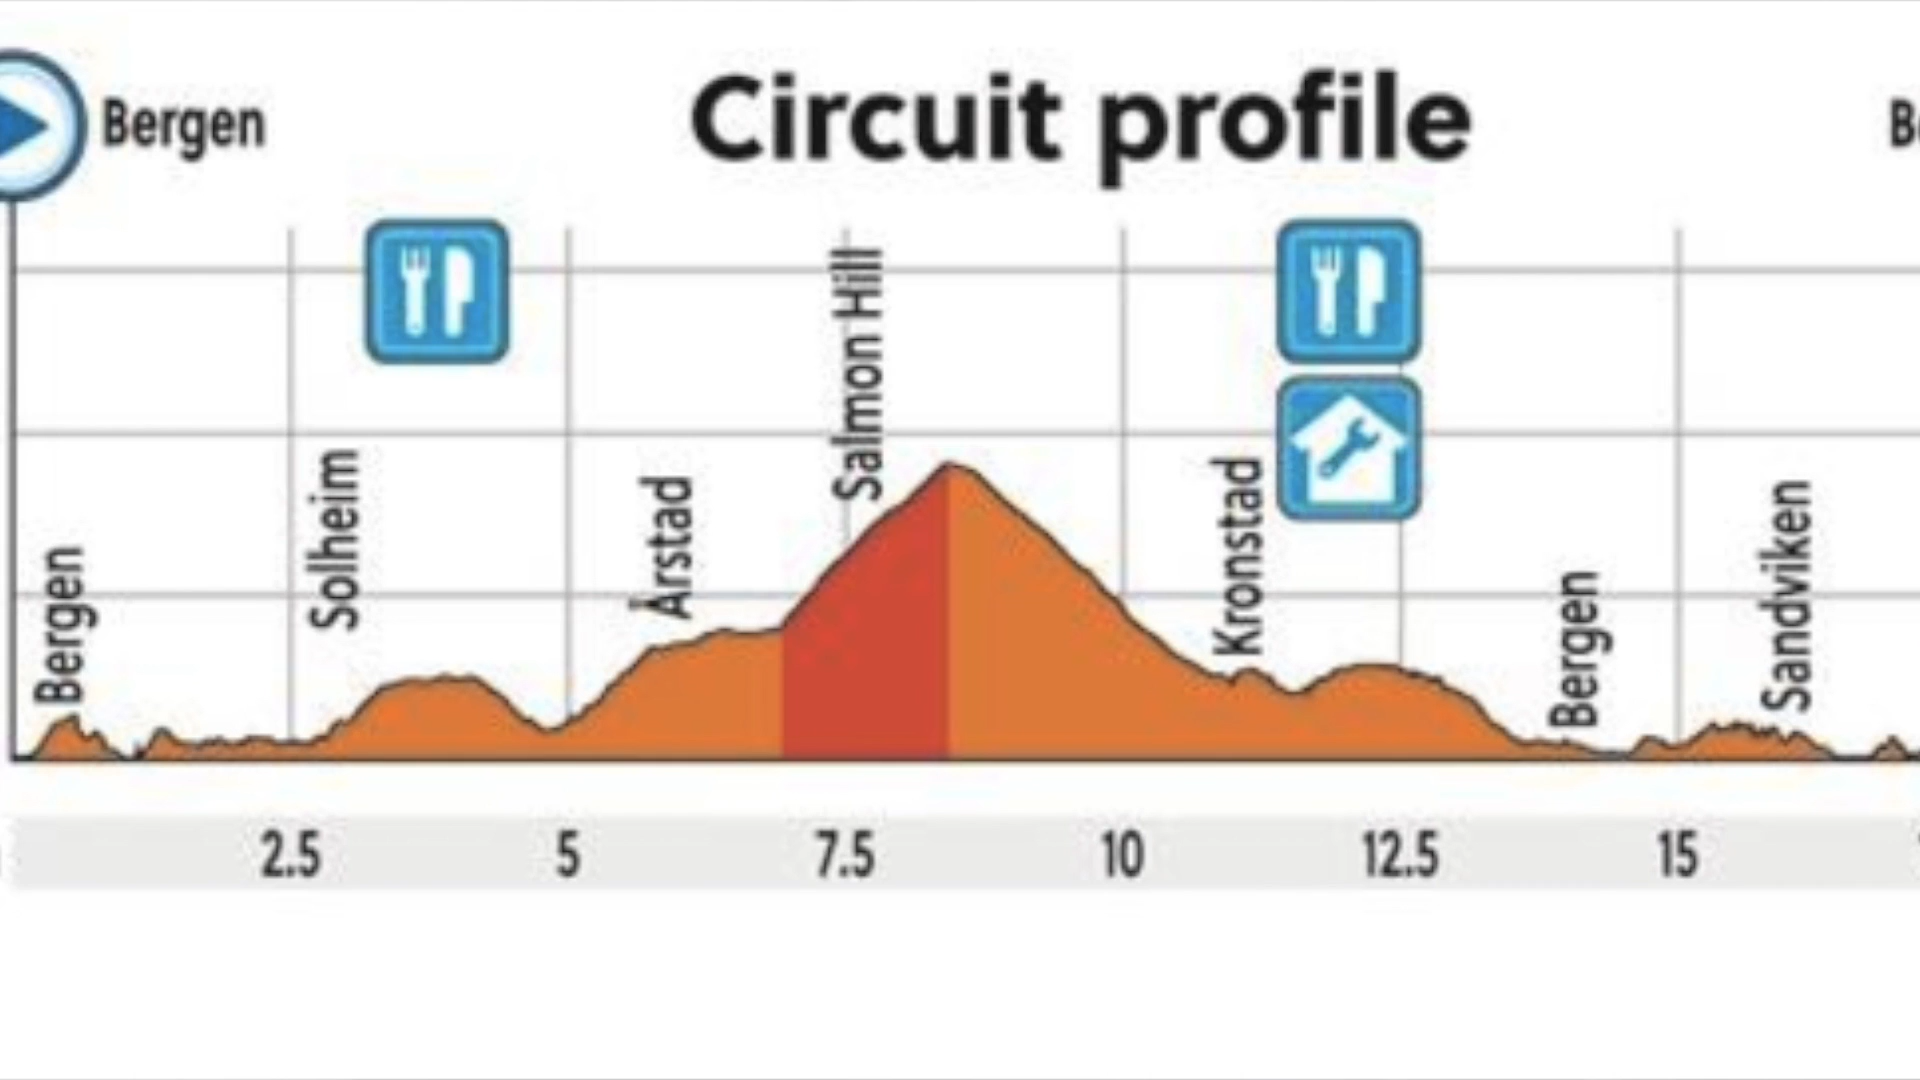 Circuit profile
Bergen
Bergen
Solheim
Årstad
Salmon Hill
Kronstad
Bergen
Sandviken
2.5
5
7.5
10
12.5
15